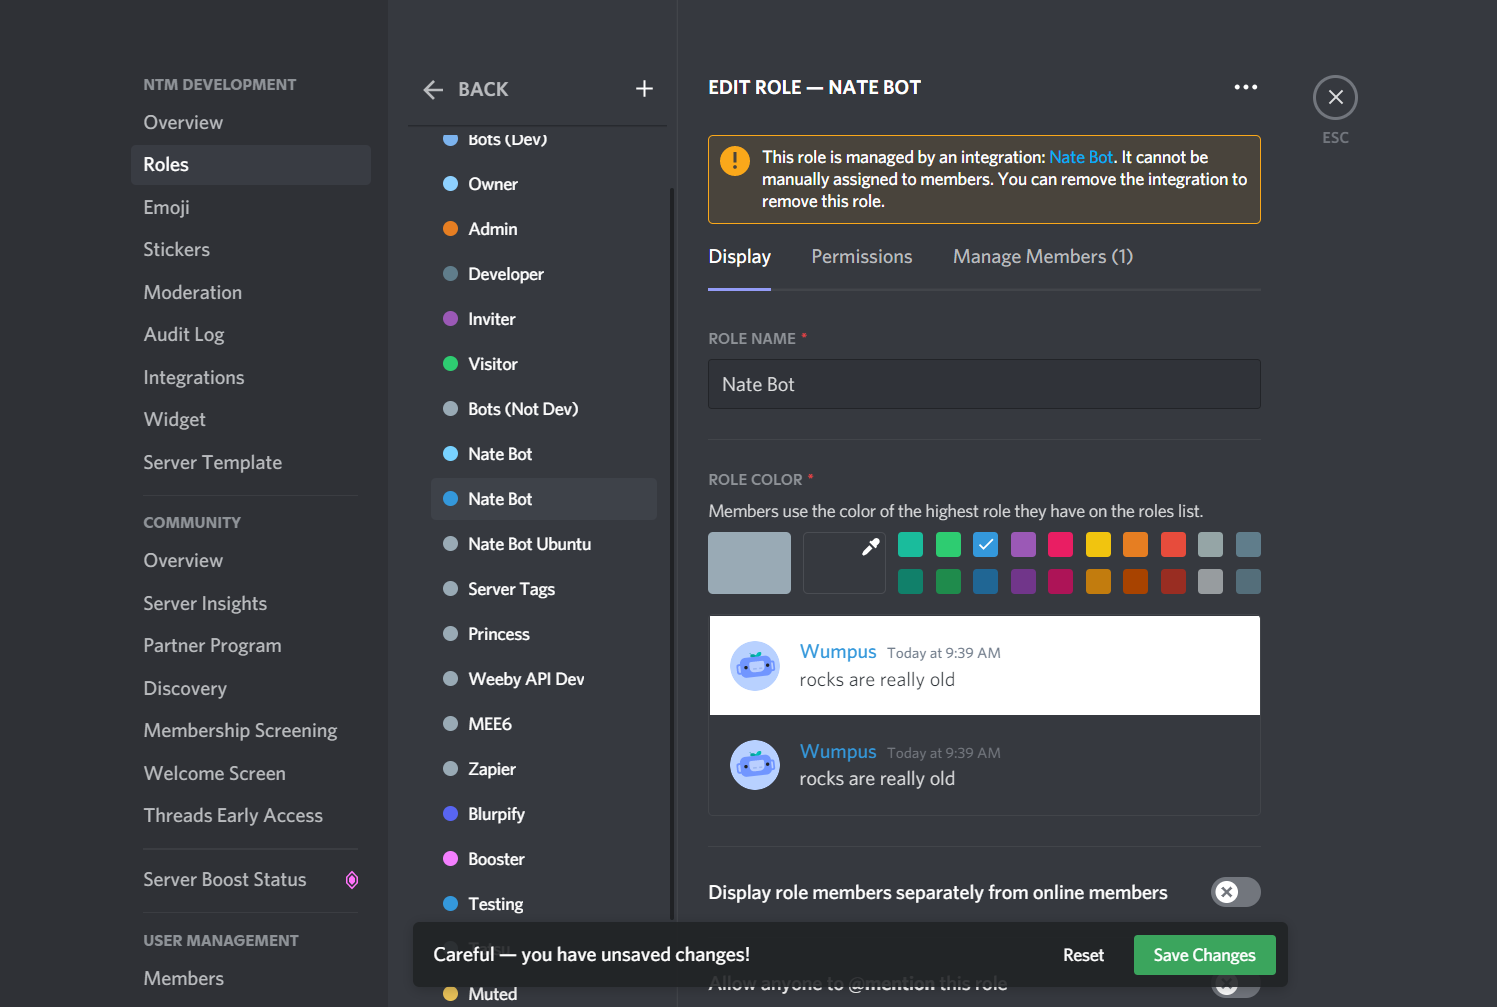 NTM DEVELOPMENT
Overview
Roles
Emoji
Stickers
Moderation
Audit Log
Integrations
Widget
Server Template
COMMUNITY
Overview
Server Insights
Partner Program
Discovery
Membership Screening
Welcome Screen
Threads Early Access
Server Boost Status
USER MANAGEMENT
Members
BACK
Bots (Dev)
Owner
Admin
Developer
Inviter
Visitor
Bots (Not Dev)
Nate Bot
Nate Bot
Nate Bot Ubuntu
Server Tags
Princess
Weeby API Dev
MEE6
Zapier
Blurpify
Booster
Testing
Muted
EDIT ROLE — NATE BOT
ESC
This role is managed by an integration: Nate Bot. It cannot be
manually assigned to members. You can remove the integration to
remove this role.
Display Permissions Manage Members (1)
ROLE NAME *
Nate Bot
ROLE COLOR *
Members use the color of the highest role they have on the roles list.
Wumpus Today at 9:39 AM
rocks are really old
Wumpus Today at 9:39 AM
rocks are really old
Display role members separately from online members
Careful — you have unsaved changes! Reset Save Changes
Allow anyone to @mention this role